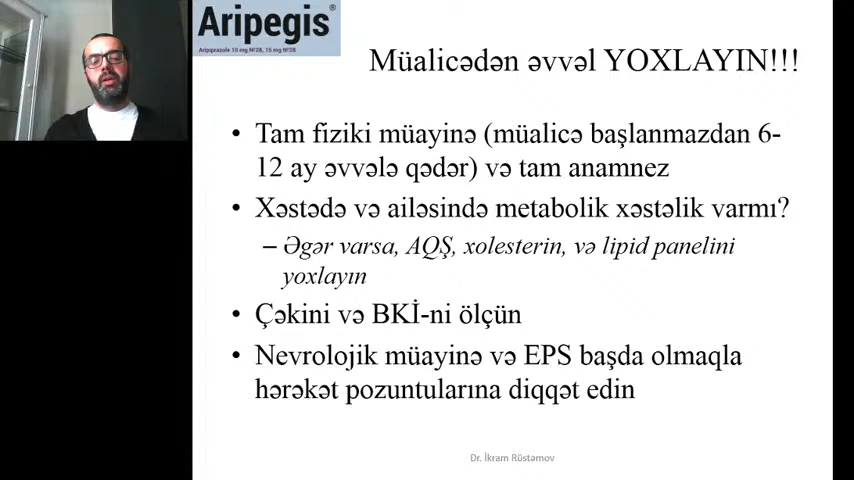 Aripegis®
Aripiprazole 10 mg №28, 15 mg №28
Müalicədən əvvəl YOXLAYIN!!!
• Tam fiziki müayinə (müalicə başlanmazdan 6-
12 ay əvvələ qədər) və tam anamnez
• Xəstədə və ailəsində metabolik xəstəlik varmı?
– Əgər varsa, AQŞ, xolesterin, və lipid panelini
yoxlayın
• Çəkini və BKİ-ni ölçün
• Nevrolojik müayinə və EPS başda olmaqla
hərəkət pozuntularına diqqət edin
Dr. İkram Rüstəmov